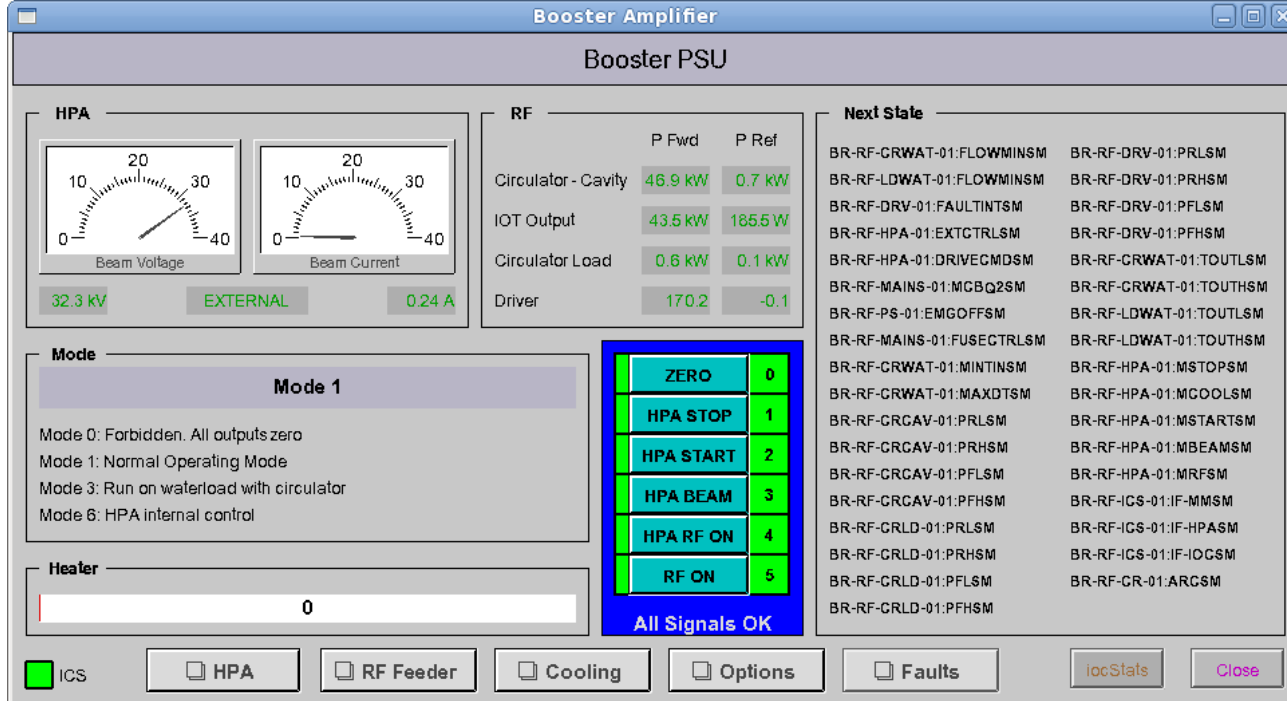 Booster Amplifier
Booster PSU
HPA
10 20 30
0 40
Beam Voltage
10 20 30
0 40
Beam Current
32.3 kV EXTERNAL 0.24 A
RF
P Fwd P Ref
Circulator - Cavity 46.9 kW 0.7 kW
IOT Output 43.5 kW 165.5 W
Circulator Load 0.6 kW 0.1 kW
Driver 170.2 -0.1
Next State
BR-RF-CRWAT-01:FLOWMINSM BR-RF-DRV-01:PRLSM
BR-RF-LDWAT-01:FLOWMINSM BR-RF-DRV-01:PRHSM
BR-RF-DRV-01:FAULTINTSM BR-RF-DRV-01:PFLSM
BR-RF-HPA-01:EXTCTRLSM BR-RF-DRV-01:PFHSM
BR-RF-HPA-01:DRIVECMDSM BR-RF-CRWAT-01:TOUTLSM
BR-RF-MAINS-01:MCBQ2SM BR-RF-CRWAT-01:TOUTHSM
BR-RF-PS-01:EMGOFFSM BR-RF-LDWAT-01:TOUTLSM
BR-RF-MAINS-01:FUSECTRLSM BR-RF-LDWAT-01:TOUTHSM
BR-RF-CRWAT-01:MINTINSM BR-RF-HPA-01:MSTOPSM
BR-RF-CRWAT-01:MAXDTSM BR-RF-HPA-01:MCOOLSM
BR-RF-CRCAV-01:PRLSM BR-RF-HPA-01:MSTARTSM
BR-RF-CRCAV-01:PRHSM BR-RF-HPA-01:MBEAMSM
BR-RF-CRCAV-01:PFLSM BR-RF-HPA-01:MRFSM
BR-RF-CRCAV-01:PFHSM BR-RF-ICS-01:IF-MMSM
BR-RF-CRLD-01:PRLSM BR-RF-ICS-01:IF-HPASM
BR-RF-CRLD-01:PRHSM BR-RF-ICS-01:IF-IOCSM
BR-RF-CRLD-01:PFLSM BR-RF-CR-01:ARCSM
BR-RF-CRLD-01:PFHSM
Mode
Mode 1
Mode 0: Forbidden. All outputs zero
Mode 1: Normal Operating Mode
Mode 3: Run on waterload with circulator
Mode 6: HPA internal control
Heater
0
ZERO 0
HPA STOP 1
HPA START 2
HPA BEAM 3
HPA RF ON 4
RF ON 5
All Signals OK
ICS HPA RF Feeder Cooling Options Faults iocStats Close